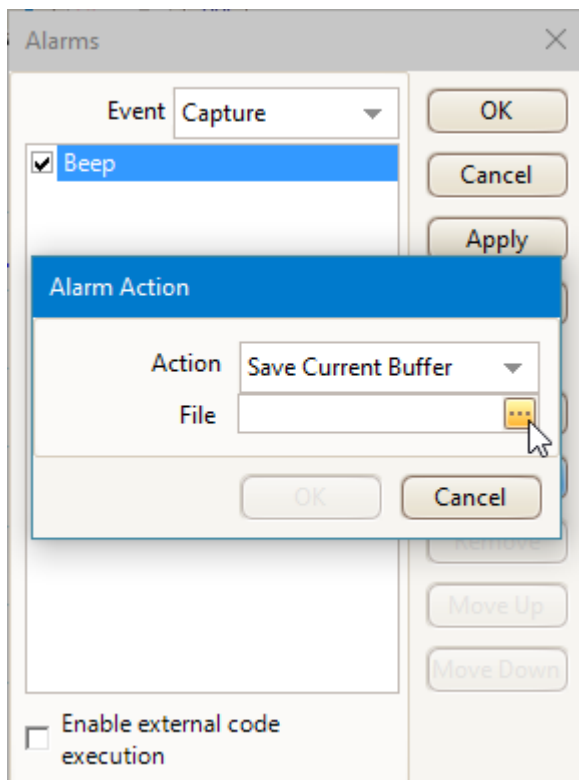 Alarms
Event Capture
OK
Beep
Cancel
Apply
Alarm Action
Action Save Current Buffer
File
OK Cancel
Remove
Move Up
Move Down
Enable external code
execution